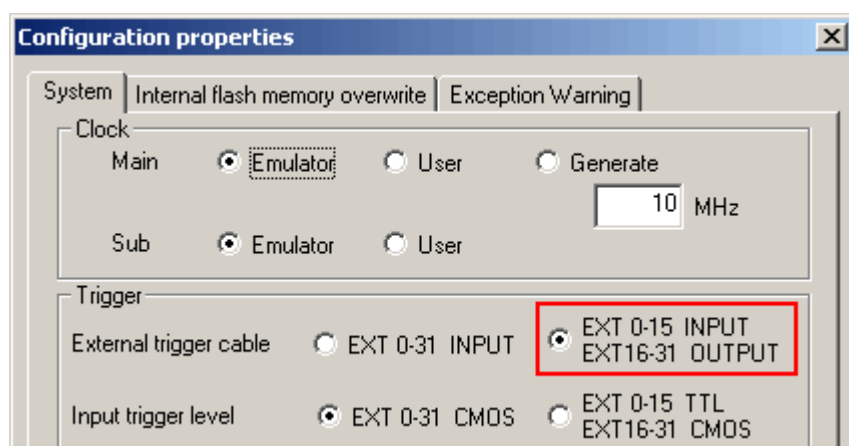 Configuration properties
System Internal flash memory overwrite Exception Warning
Clock
Main Emulator User Generate
10 MHz
Sub Emulator User
Trigger
External trigger cable EXT 0-31 INPUT EXT 0-15 INPUT
EXT16-31 OUTPUT
Input trigger level EXT 0-31 CMOS EXT 0-15 TTL
EXT16-31 CMOS